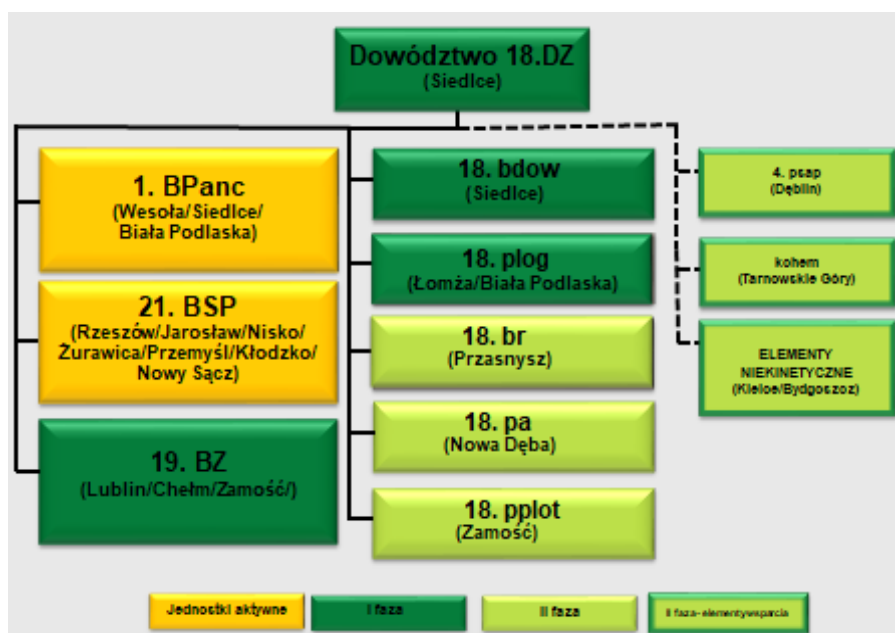 Dowództwo 18.DZ
(Siedlce)
1. BPanc
(Wesoła/Siedlce/
Biała Podlaska)
21. BSP
(Rzeszów/Jarosław/Nisko/
Żurawica/Przemyśl/Kłodzko/
Nowy Sącz)
19. BZ
(Lublin/Chełm/Zamość/)
18. bdow
(Siedlce)
18. plog
(Łomża/Biała Podlaska)
18. br
(Przasnysz)
18. pa
(Nowa Dęba)
18. pplot
(Zamość)
4. psap
(Dęblin)
kohem
(Tarnowskie Góry)
ELEMENTY
NIEKINETYCZNE
(Kielce/Bydgoszcz)
Jednostki aktywne
I faza
II faza
II faza- elementy wsparcia